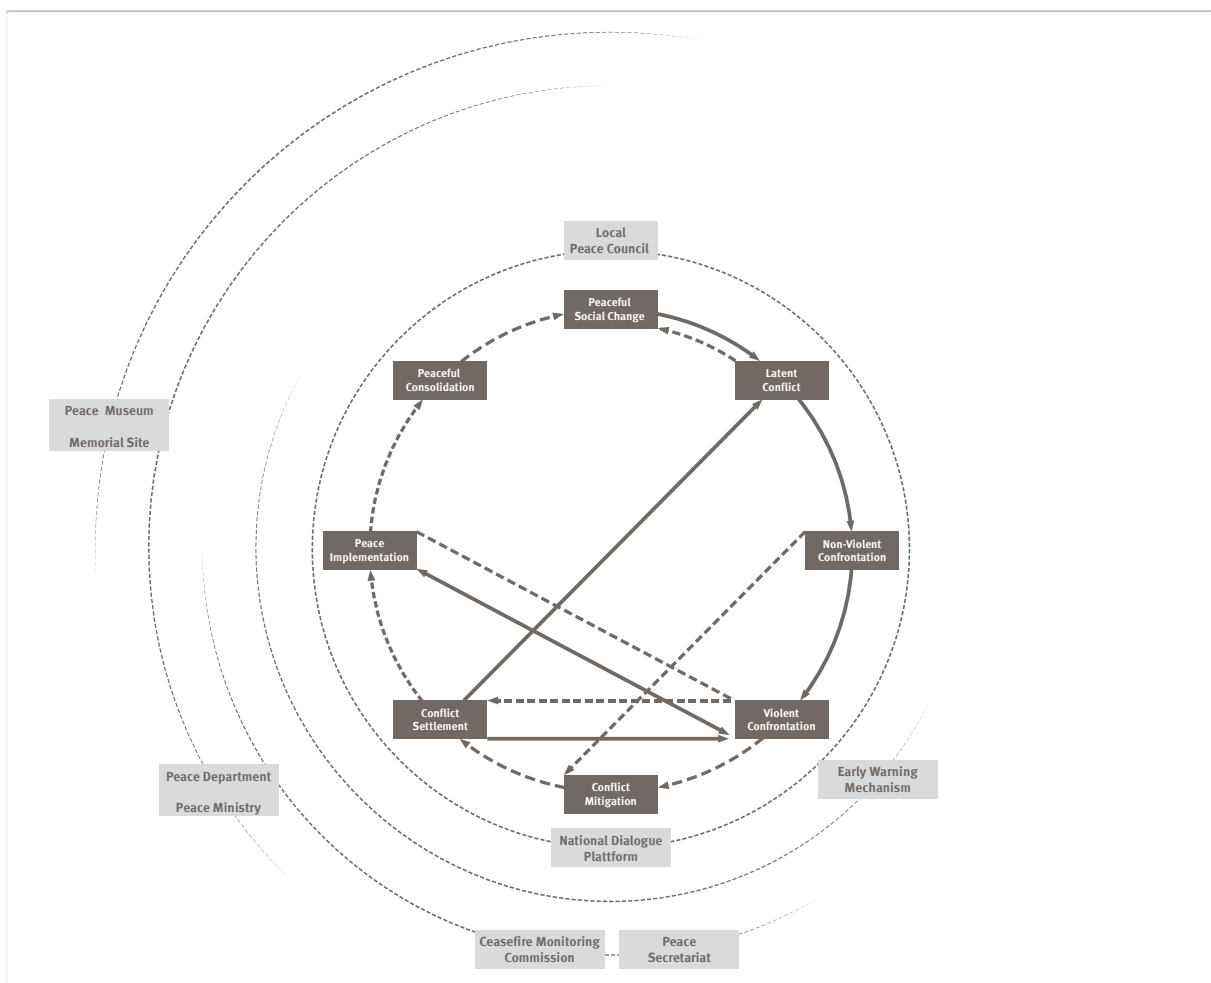 Local
Peace Council
Peaceful
Social Change
Peaceful
Consolidation
Latent
Conflict
Peace  Museum
Memorial Site
Peace
Implementation
Non-Violent
Confrontation
Conflict
Settlement
Violent
Confrontation
Conflict
Mitigation
Peace Department
Peace Ministry
Early Warning
Mechanism
National Dialogue
Plattform
Ceasefire Monitoring
Commission
Peace
Secretariat